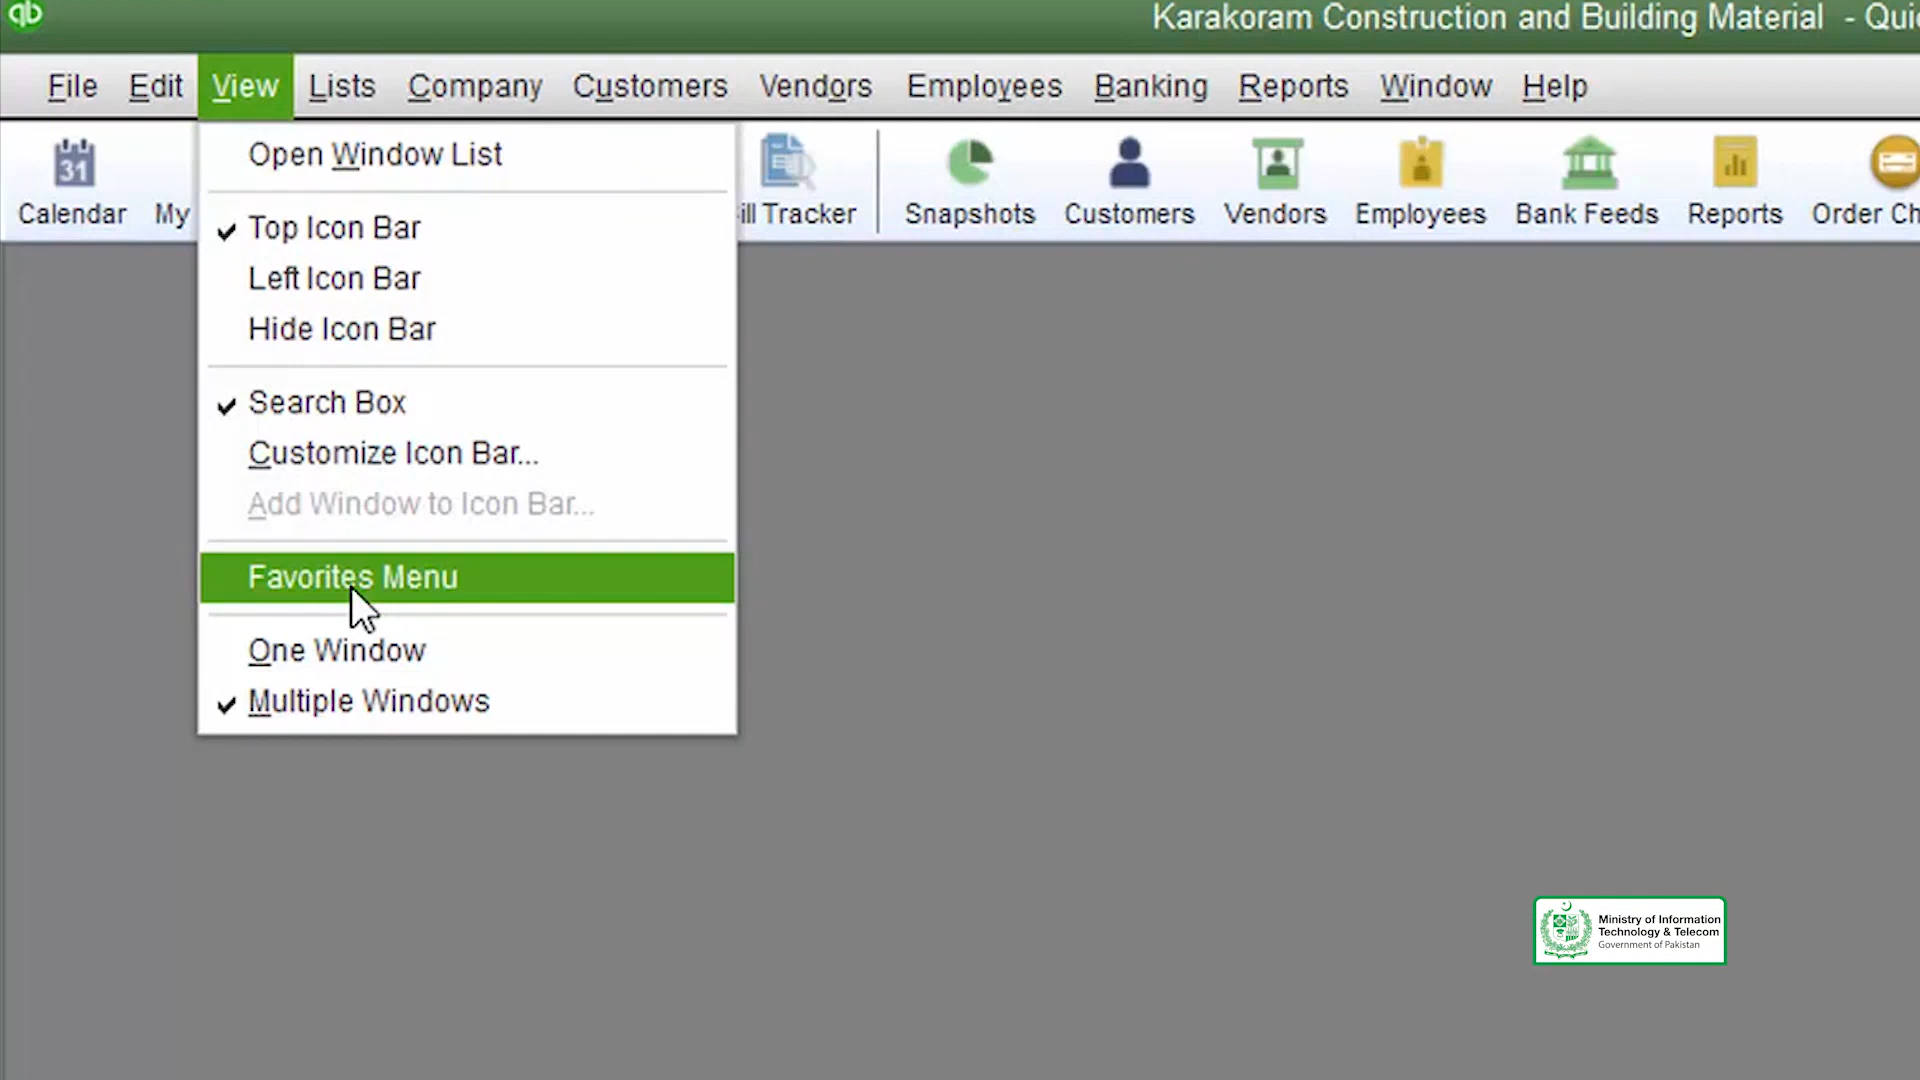 qb
Karakoram Construction and Building Material - Qui
File Edit View Lists Company Customers Vendors Employees Banking Reports Window Help
31
Calendar My ill Tracker Snapshots Customers Vendors Employees Bank Feeds Reports Order Ch
Open Window List
Top Icon Bar
Left Icon Bar
Hide Icon Bar
Search Box
Customize Icon Bar...
Add Window to Icon Bar...
Favorites Menu
One Window
Multiple Windows
Ministry of Information
Technology & Telecom
Government of Pakistan